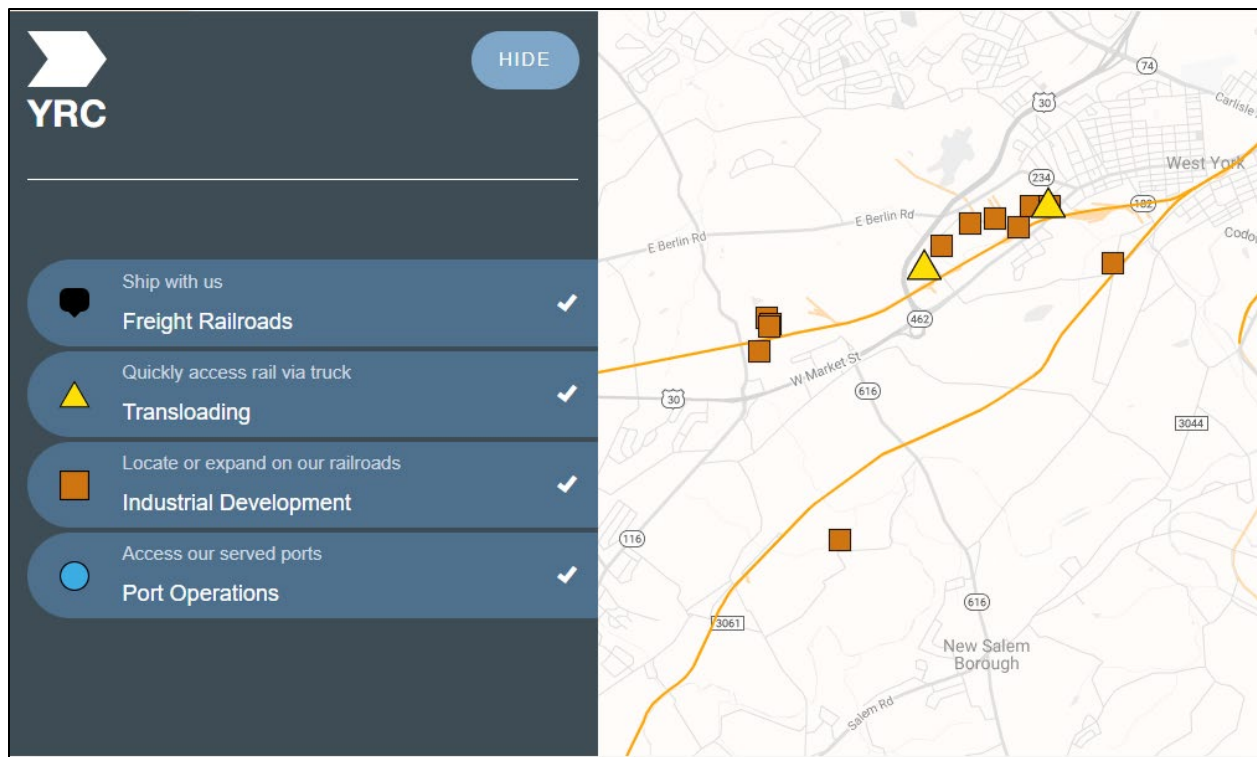 YRC
HIDE
Ship with us
Freight Railroads
Quickly access rail via truck
Transloading
Locate or expand on our railroads
Industrial Development
Access our served ports
Port Operations
74
30
Carlisle
West York
234
182
E Berlin Rd
E Berlin Rd
462
W Market St
30
616
3044
116
616
3061
New Salem
Borough
Salem Rd